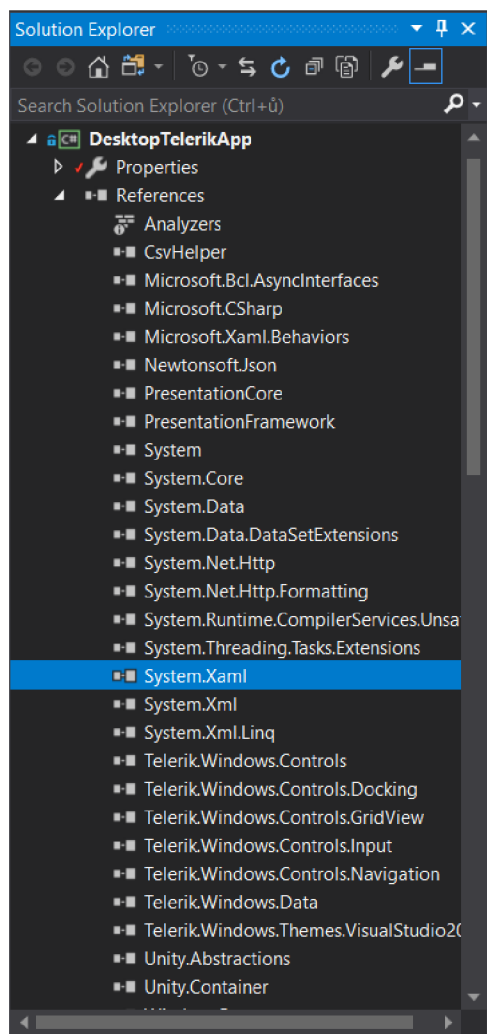 Solution Explorer
Search Solution Explorer (Ctrl+ů)
C# DesktopTelerikApp
Properties
References
Analyzers
CsvHelper
Microsoft.Bcl.AsyncInterfaces
Microsoft.CSharp
Microsoft.Xaml.Behaviors
Newtonsoft.Json
PresentationCore
PresentationFramework
System
System.Core
System.Data
System.Data.DataSetExtensions
System.Net.Http
System.Net.Http.Formatting
System.Runtime.CompilerServices.Unsa
System.Threading.Tasks.Extensions
System.Xaml
System.Xml
System.Xml.Linq
Telerik.Windows.Controls
Telerik.Windows.Controls.Docking
Telerik.Windows.Controls.GridView
Telerik.Windows.Controls.Input
Telerik.Windows.Controls.Navigation
Telerik.Windows.Data
Telerik.Windows.Themes.VisualStudio20
Unity.Abstractions
Unity.Container